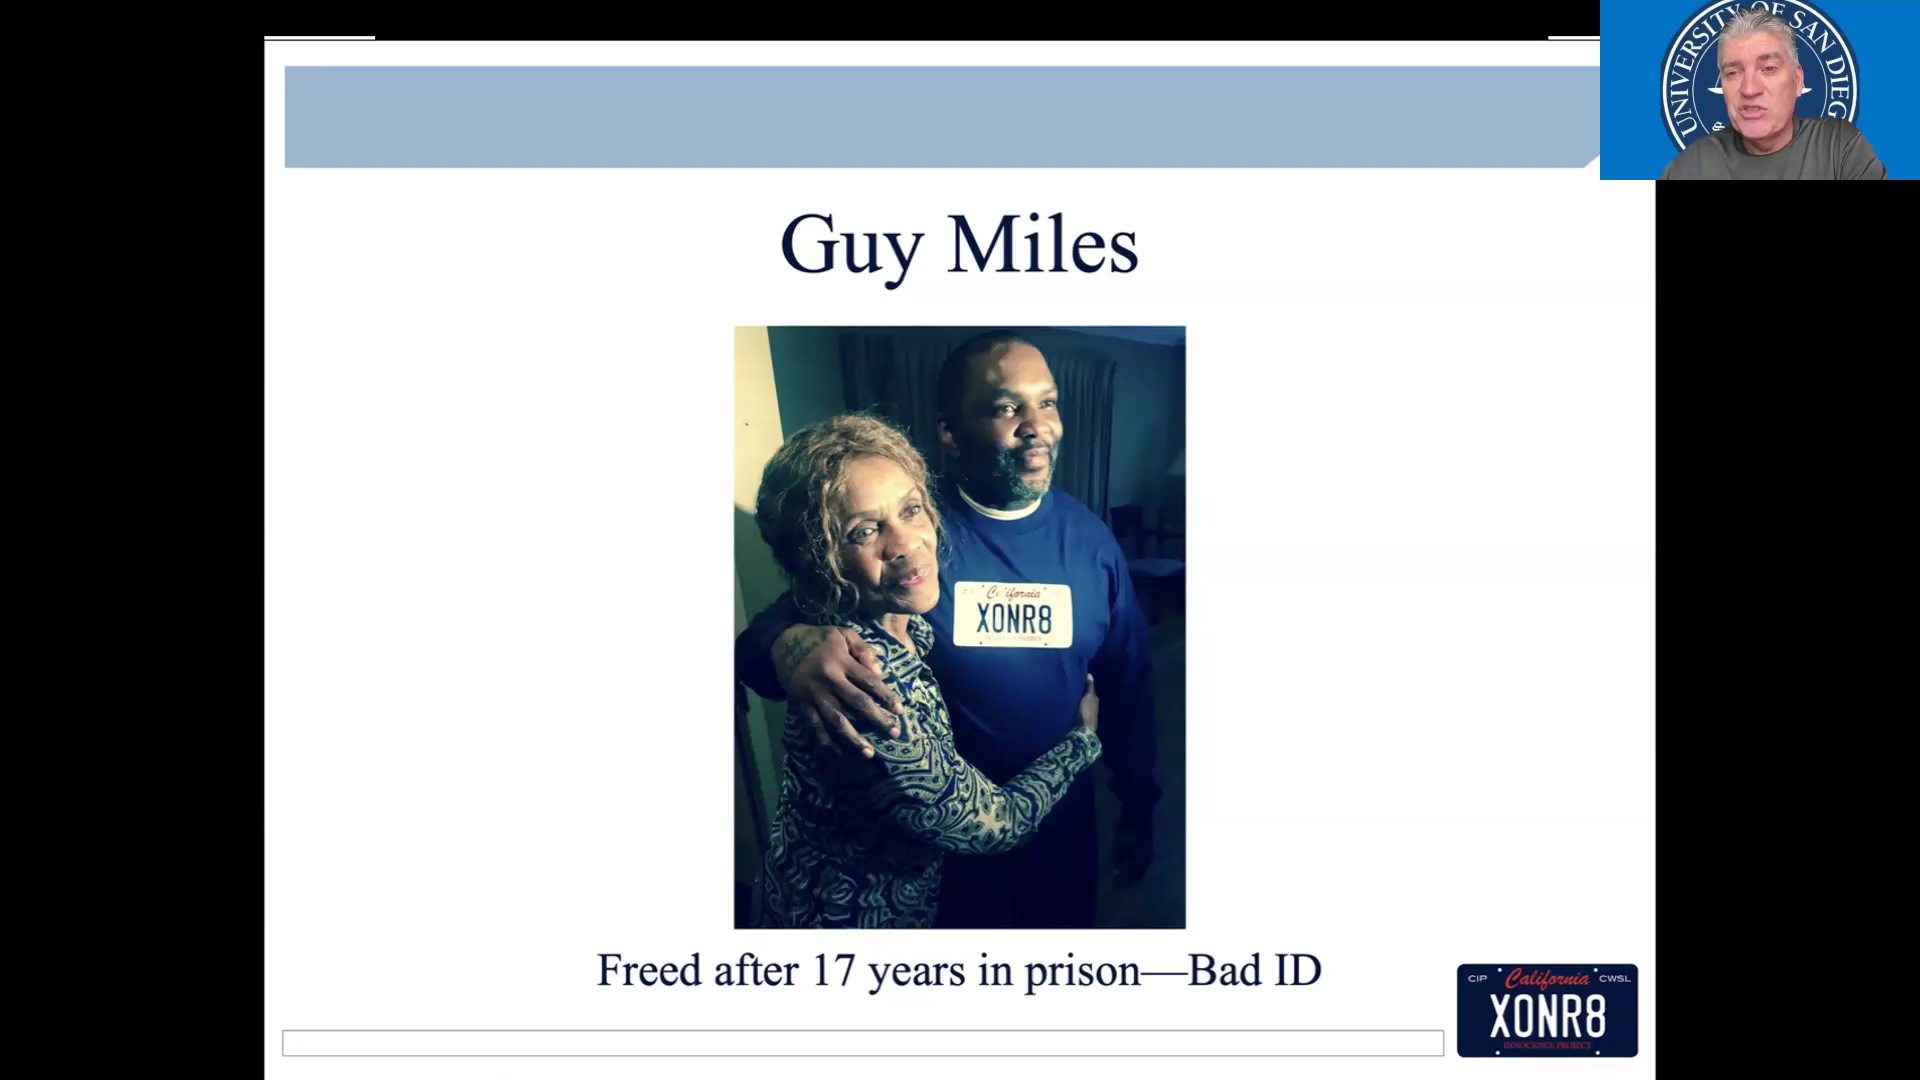 UNIVERSITY OF SAN DIEG
Guy Miles
California
XONR8
Freed after 17 years in prison—Bad ID
CIP California CWSL
XONR8
INNOCENCE PROJECT